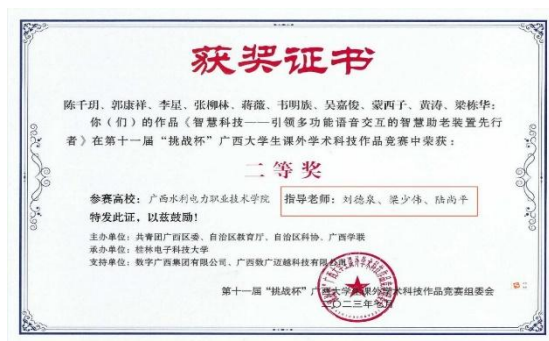 获奖证书
陈千玥、郭康祥、李星、张柳林、蒋薇、韦明族、吴嘉俊、蒙西子、黄涛、梁栋华:
你（们）的作品《智慧科技——引领多功能语音交互的智慧助老装置先行
者》在第十一届“挑战杯”广西大学生课外学术科技作品竞赛中荣获:
二等奖
参赛高校: 广西水利电力职业技术学院 指导老师: 刘德泉、梁少伟、陆尚平
特发此证，以兹鼓励!
主办单位: 共青团广西区委、自治区教育厅、自治区科协、广西学联
承办单位: 桂林电子科技大学
支持单位: 数字广西集团有限公司、广西数广迈越科技有限公司
第十一届“挑战杯”广西大学生课外学术科技作品竞赛组委会
二〇二三年七月